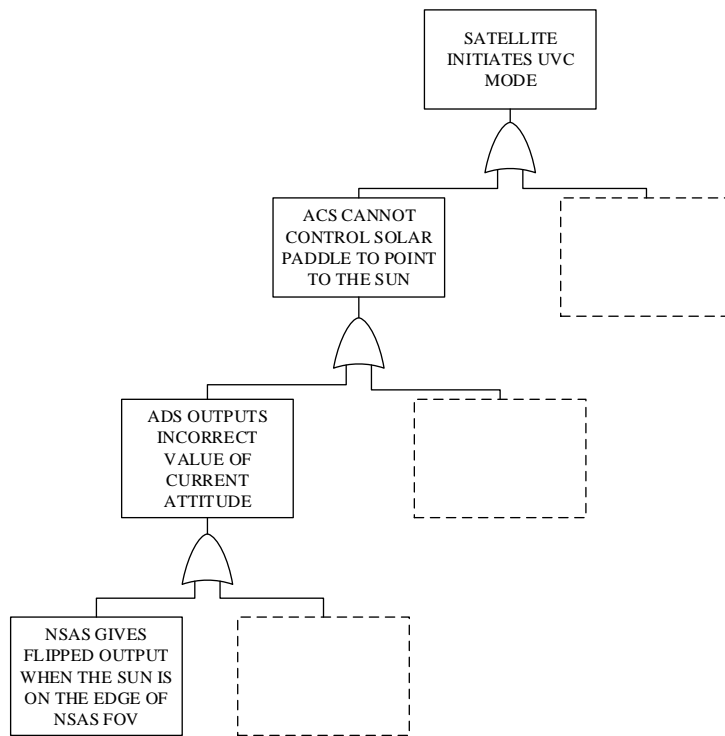 SATELLITE
INITIATES UVC
MODE
ACS CANNOT
CONTROL SOLAR
PADDLE TO POINT
TO THE SUN
ADS OUTPUTS
INCORRECT
VALUE OF
CURRENT
ATTITUDE
NSAS GIVES
FLIPPED OUTPUT
WHEN THE SUN IS
ON THE EDGE OF
NSAS FOV